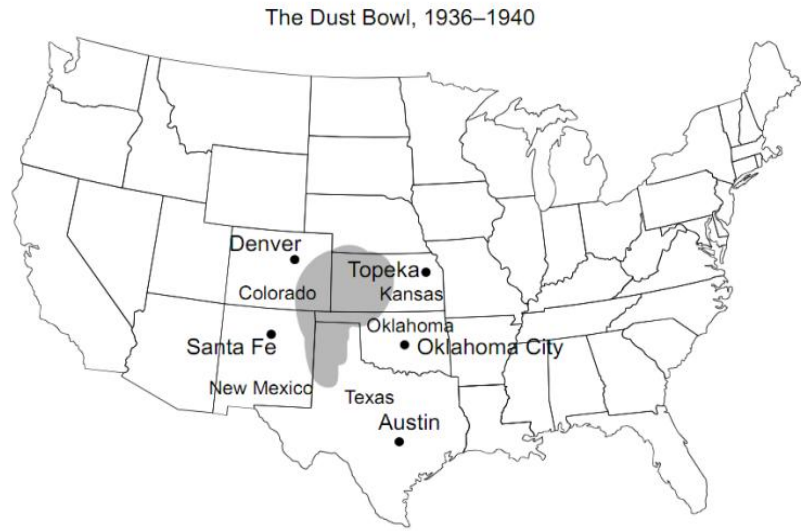 The Dust Bowl, 1936–1940
Denver
Topeka
Colorado
Kansas
Oklahoma
Santa Fe
Oklahoma City
New Mexico
Texas
Austin